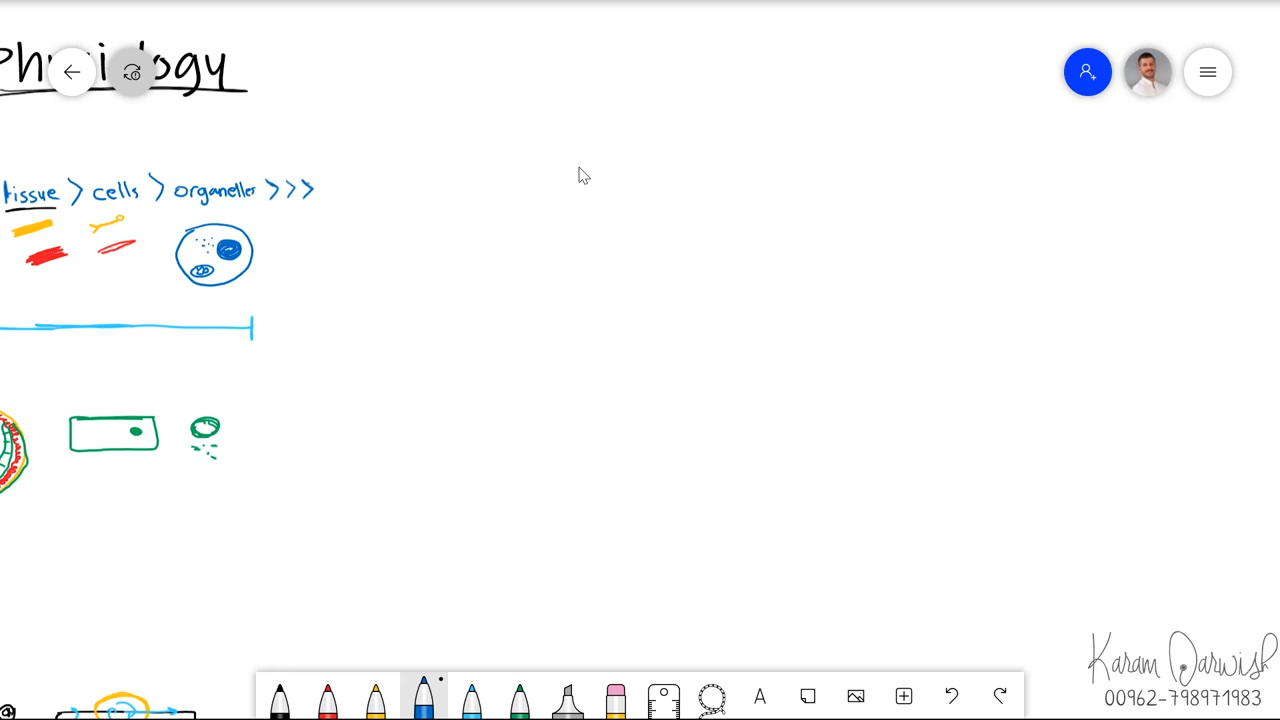 Physiology
tissue > cells > organelles >>>
A
@
Karam Darwish
00962-798971983